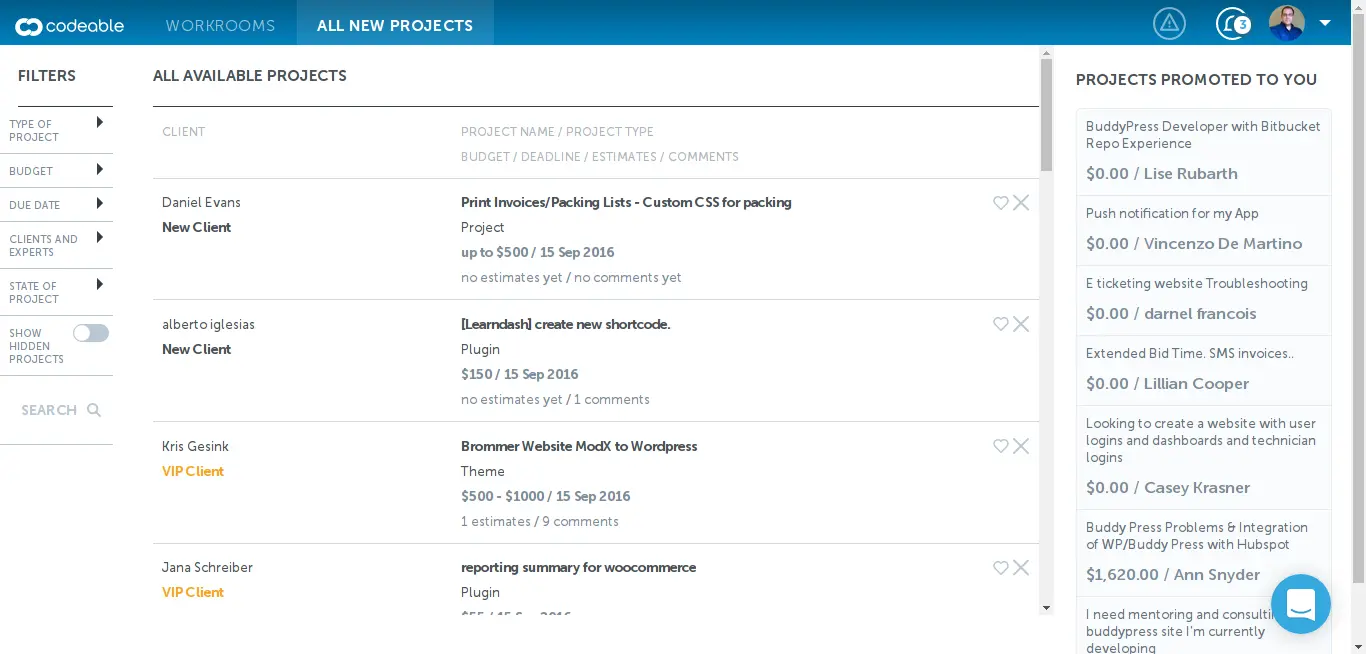 codeable
WORKROOMS
ALL NEW PROJECTS
3
FILTERS
TYPE OF
PROJECT
BUDGET
DUE DATE
CLIENTS AND
EXPERTS
STATE OF
PROJECT
SHOW
HIDDEN
PROJECTS
SEARCH
ALL AVAILABLE PROJECTS
CLIENT
PROJECT NAME / PROJECT TYPE
BUDGET / DEADLINE / ESTIMATES / COMMENTS
Daniel Evans
New Client
Print Invoices/Packing Lists - Custom CSS for packing
Project
up to $500 / 15 Sep 2016
no estimates yet / no comments yet
alberto iglesias
New Client
[Learndash] create new shortcode.
Plugin
$150 / 15 Sep 2016
no estimates yet / 1 comments
Kris Gesink
VIP Client
Brommer Website ModX to Wordpress
Theme
$500 - $1000 / 15 Sep 2016
1 estimates / 9 comments
Jana Schreiber
VIP Client
reporting summary for woocommerce
Plugin
$55 / 15 Sep 2016
PROJECTS PROMOTED TO YOU
BuddyPress Developer with Bitbucket
Repo Experience
$0.00 / Lise Rubarth
Push notification for my App
$0.00 / Vincenzo De Martino
E ticketing website Troubleshooting
$0.00 / darnel francois
Extended Bid Time. SMS invoices..
$0.00 / Lillian Cooper
Looking to create a website with user
logins and dashboards and technician
logins
$0.00 / Casey Krasner
Buddy Press Problems & Integration
of WP/Buddy Press with Hubspot
$1,620.00 / Ann Snyder
I need mentoring and consulti
buddypress site I'm currently
developing